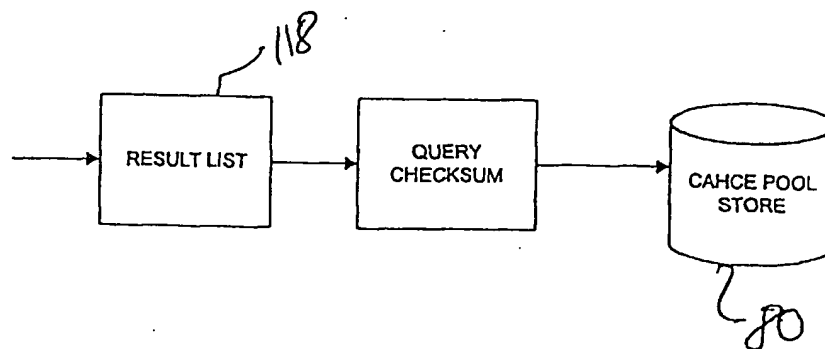 118
RESULT LIST
QUERY
CHECKSUM
CAHCE POOL
STORE
80